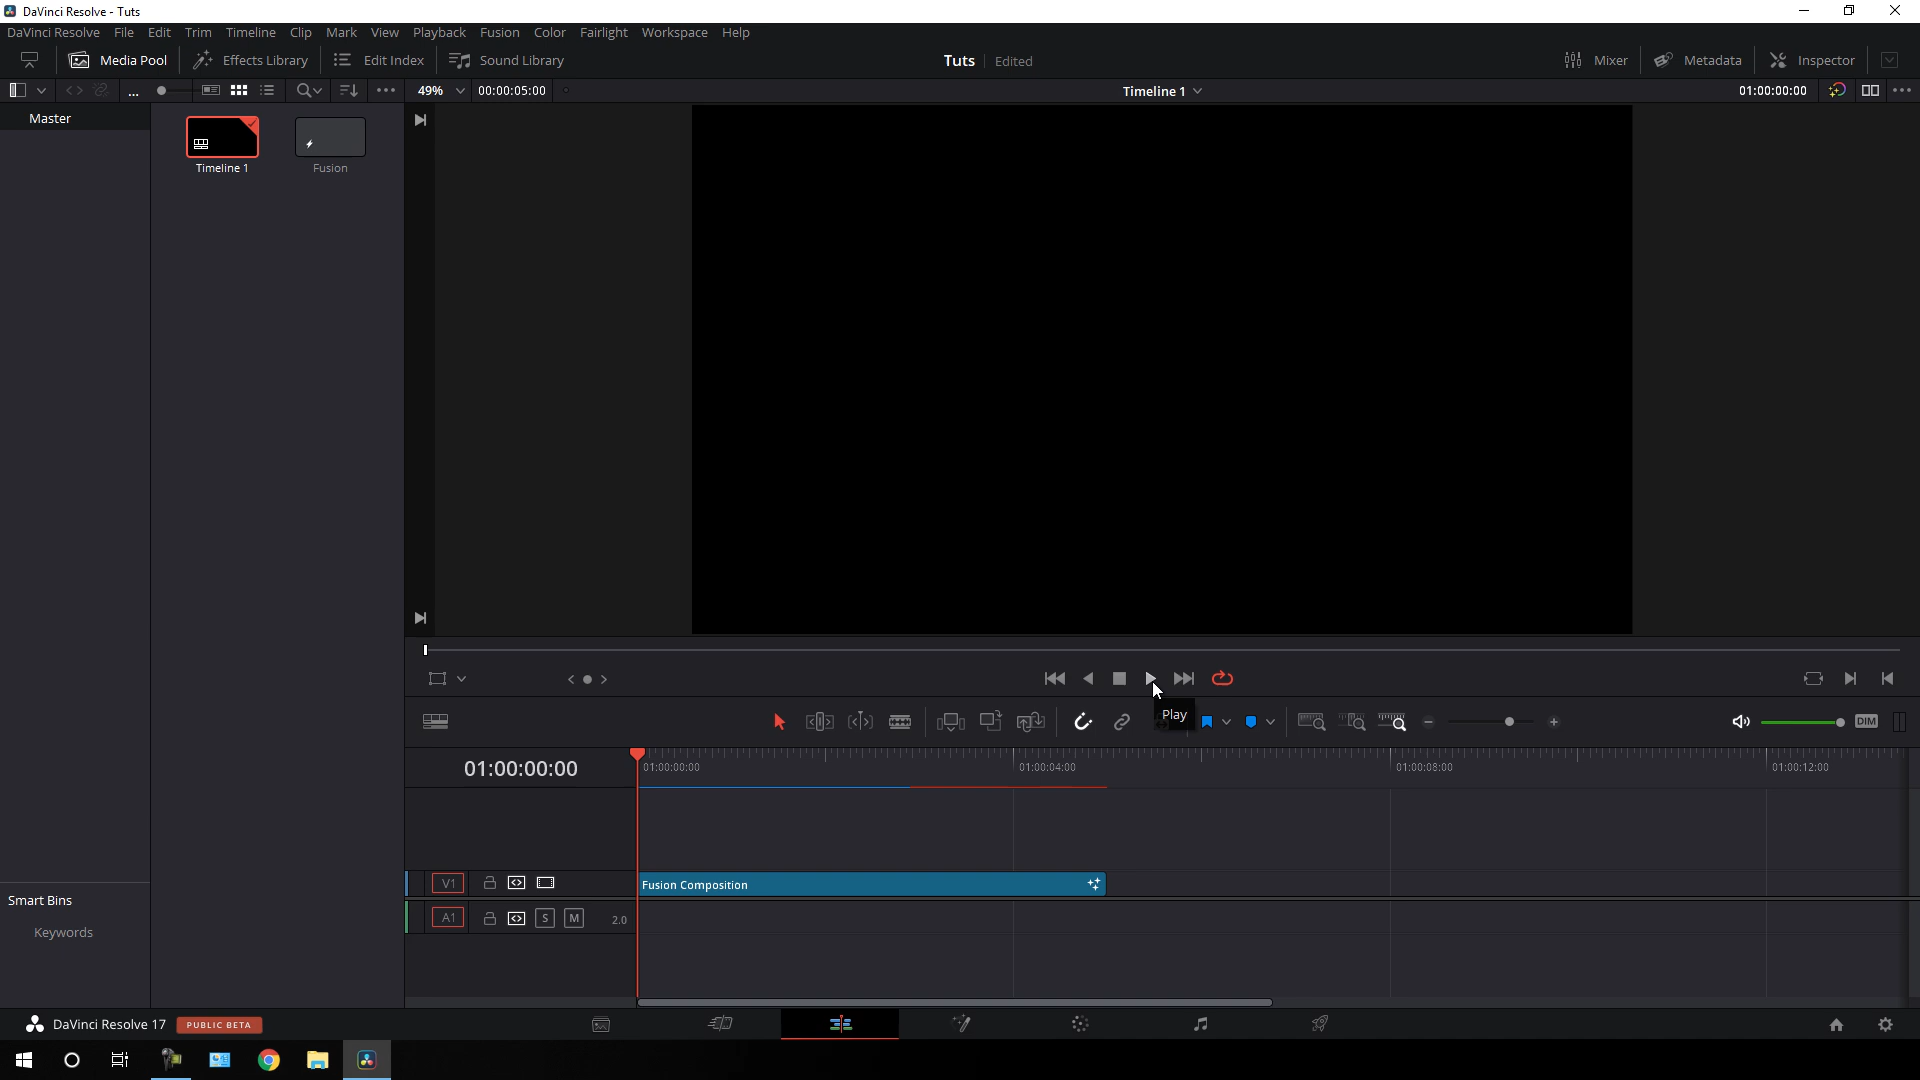 DaVinci Resolve - Tuts
DaVinci Resolve File Edit Trim Timeline Clip Mark View Playback Fusion Color Fairlight Workspace Help
Media Pool Effects Library Edit Index Sound Library Tuts Edited Mixer Metadata Inspector
... 49% 00:00:05:00 Timeline 1 01:00:00:00
Master
Timeline 1 Fusion
Play
DIM
01:00:00:00 01:00:00:00 01:00:04:00 01:00:08:00 01:00:12:00
V1 Fusion Composition
Smart Bins
A1 S M 2.0
Keywords
DaVinci Resolve 17 PUBLIC BETA